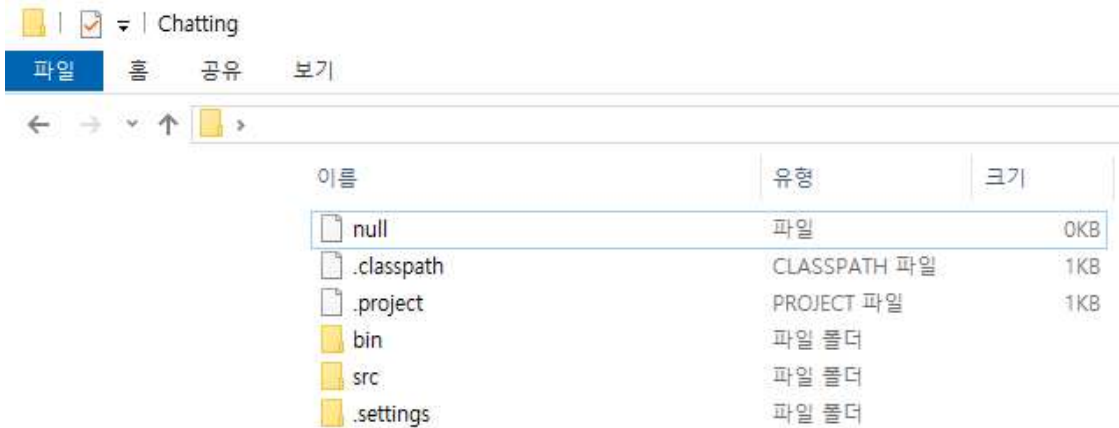 Chatting
파일 홈 공유 보기
이름 유형 크기
null 파일 0KB
.classpath CLASSPATH 파일 1KB
.project PROJECT 파일 1KB
bin 파일 폴더
src 파일 폴더
.settings 파일 폴더